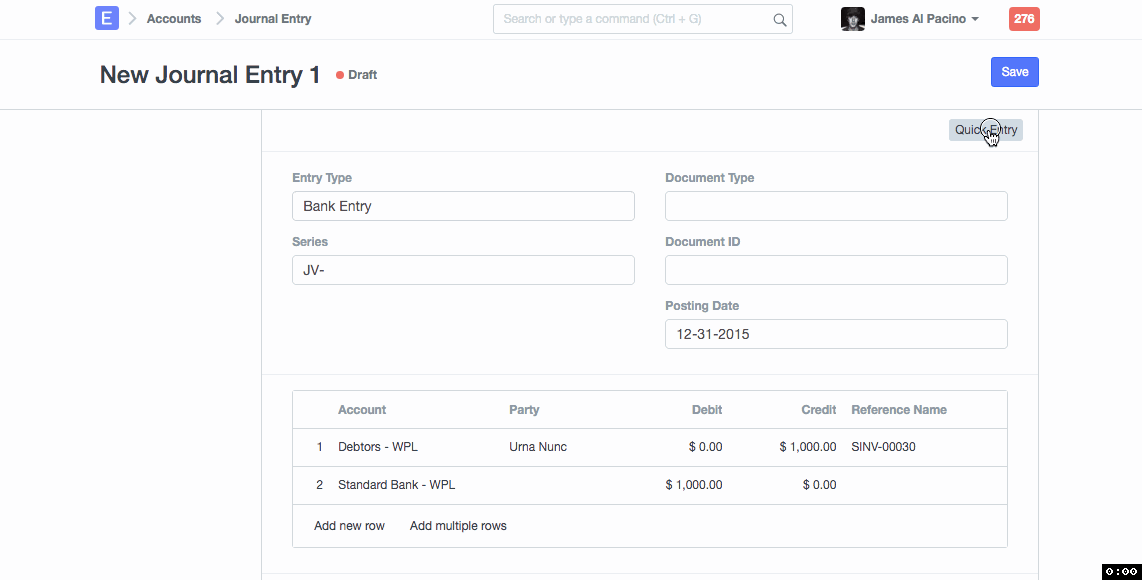 E Accounts Journal Entry Search or type a command (Ctrl + G) James Al Pacino 276
New Journal Entry 1 Draft Save
Quick Entry
Entry Type Document Type
Bank Entry
Series Document ID
JV-
Posting Date
12-31-2015
Account Party Debit Credit Reference Name
1 Debtors - WPL Urna Nunc $ 0.00 $ 1,000.00 SINV-00030
2 Standard Bank - WPL $ 1,000.00 $ 0.00
Add new row Add multiple rows
0:00